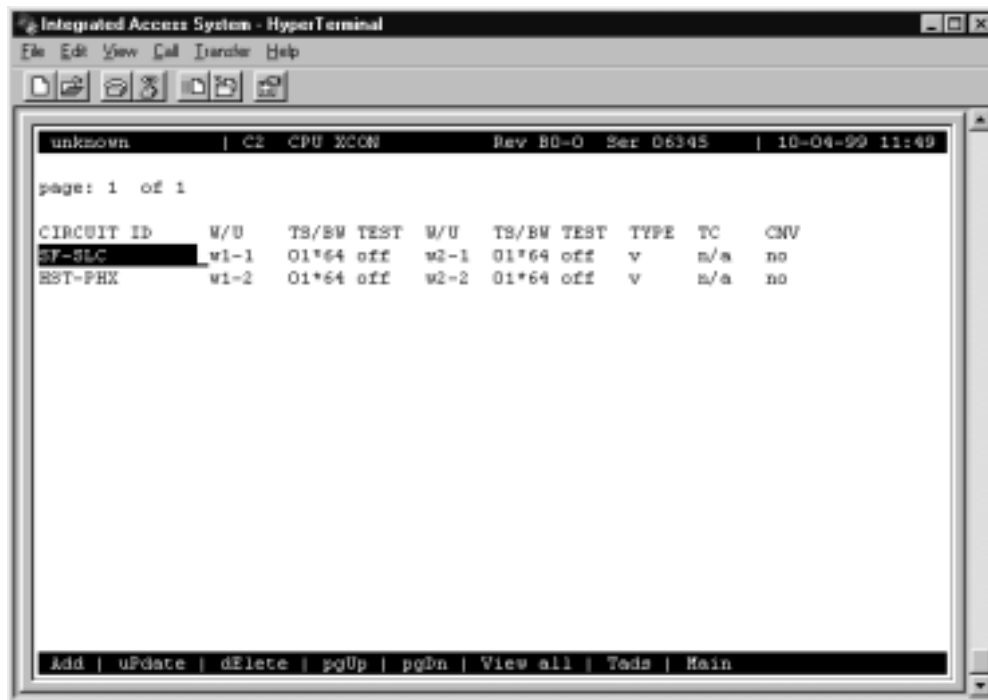 Integrated Access System - HyperTerminal
File Edit View Call Transfer Help
unknown | C2 CPU XCON Rev B0-0 Ser 06345 | 10-04-99 11:49
page: 1 of 1
CIRCUIT ID W/U TS/BW TEST W/U TS/BW TEST TYPE TC CNV
SF-SLC w1-1 01*64 off w2-1 01*64 off v n/a no
HST-PHX w1-2 01*64 off w2-2 01*64 off v n/a no
Add | uPdate | dElete | pgUp | pgDn | View all | Tads | Main